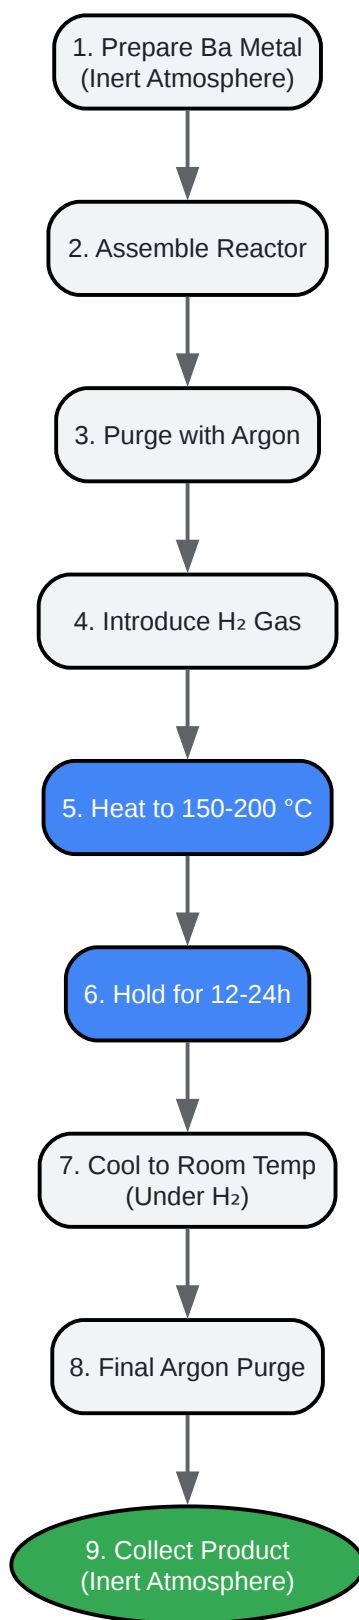 1. Prepare Ba Metal
(Inert Atmosphere)
2. Assemble Reactor
3. Purge with Argon
4. Introduce H₂ Gas
5. Heat to 150-200 °C
6. Hold for 12-24h
7. Cool to Room Temp
(Under H₂)
8. Final Argon Purge
9. Collect Product
(Inert Atmosphere)